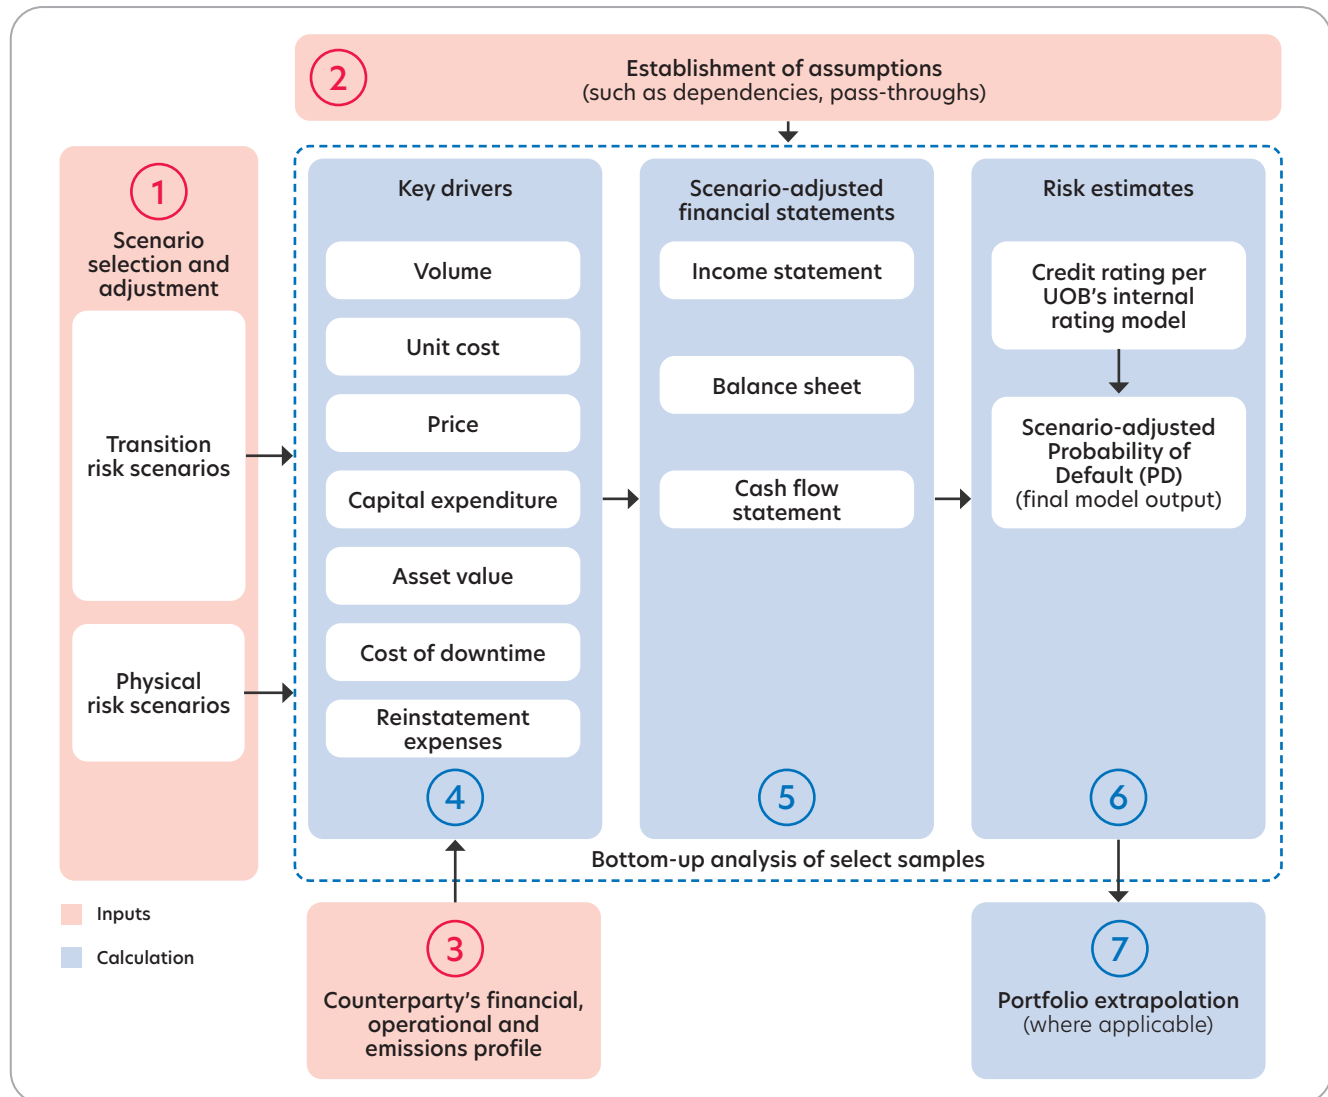 2
Establishment of assumptions
(such as dependencies, pass-throughs)
1
Scenario
selection and
adjustment
Transition
risk scenarios
Physical
risk scenarios
Key drivers
Volume
Unit cost
Price
Capital expenditure
Asset value
Cost of downtime
Reinstatement
expenses
4
Scenario-adjusted
financial statements
Income statement
Balance sheet
Cash flow
statement
5
Risk estimates
Credit rating per
UOB’s internal
rating model
Scenario-adjusted
Probability of
Default (PD)
(final model output)
6
Bottom-up analysis of select samples
Inputs
Calculation
3
Counterparty’s financial,
operational and
emissions profile
7
Portfolio extrapolation
(where applicable)